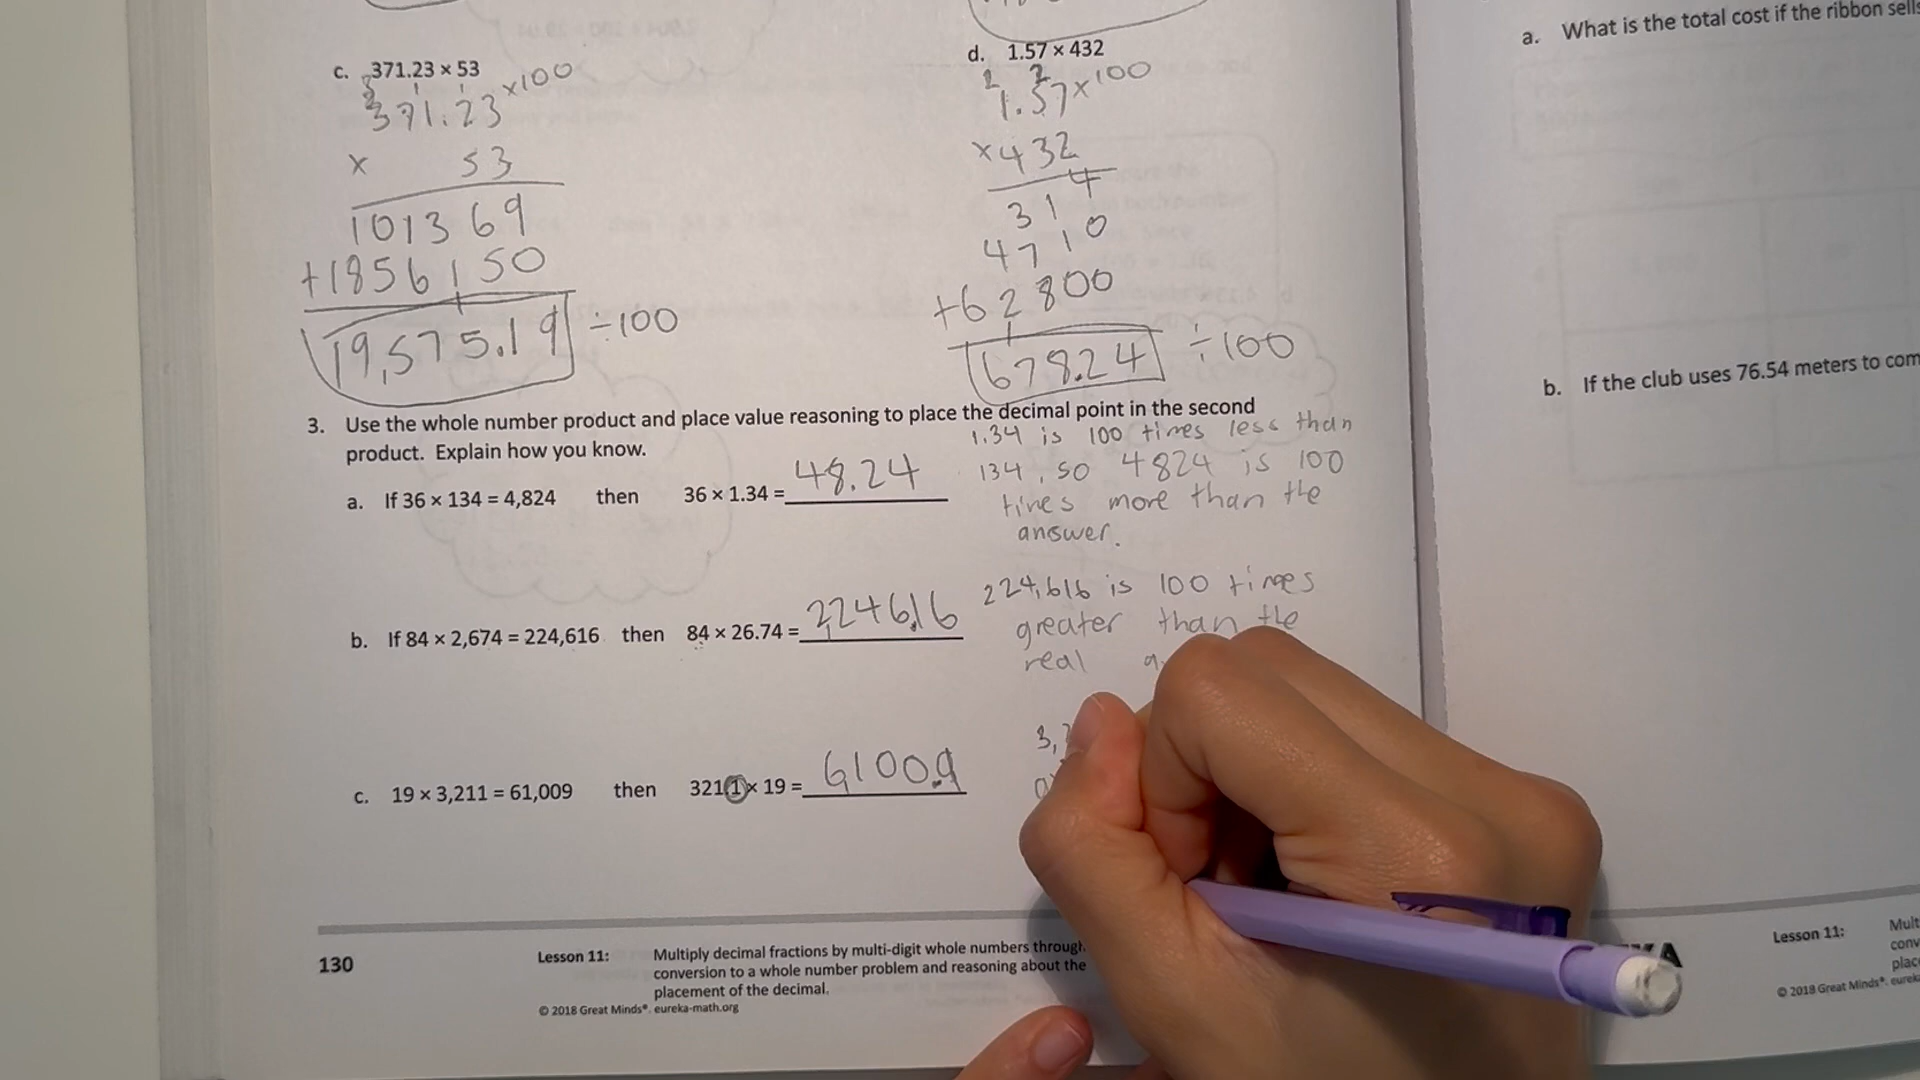 c. 371.23 × 53
371.23 ×100
× 53
101369
+1856150
19,575.19 ÷100
d. 1.57 × 432
1.57 ×100
×432
314
4710
+62800
678.24 ÷100
3. Use the whole number product and place value reasoning to place the decimal point in the second
product. Explain how you know.
a. If 36 × 134 = 4,824 then 36 × 1.34 = 48.24
1.34 is 100 times less than
134, so 4824 is 100
times more than the
answer.
b. If 84 × 2,674 = 224,616 then 84 × 26.74 = 2,246.16
224,616 is 100 times
greater than the
real
c. 19 × 3,211 = 61,009 then 321.1 × 19 = 6100.9
3,
130
Lesson 11: Multiply decimal fractions by multi-digit whole numbers through
conversion to a whole number problem and reasoning about the
placement of the decimal.
© 2018 Great Minds®. eureka-math.org
a. What is the total cost if the ribbon sells
b. If the club uses 76.54 meters to com
Lesson 11: Mult
conv
plac
© 2018 Great Minds®. eureka